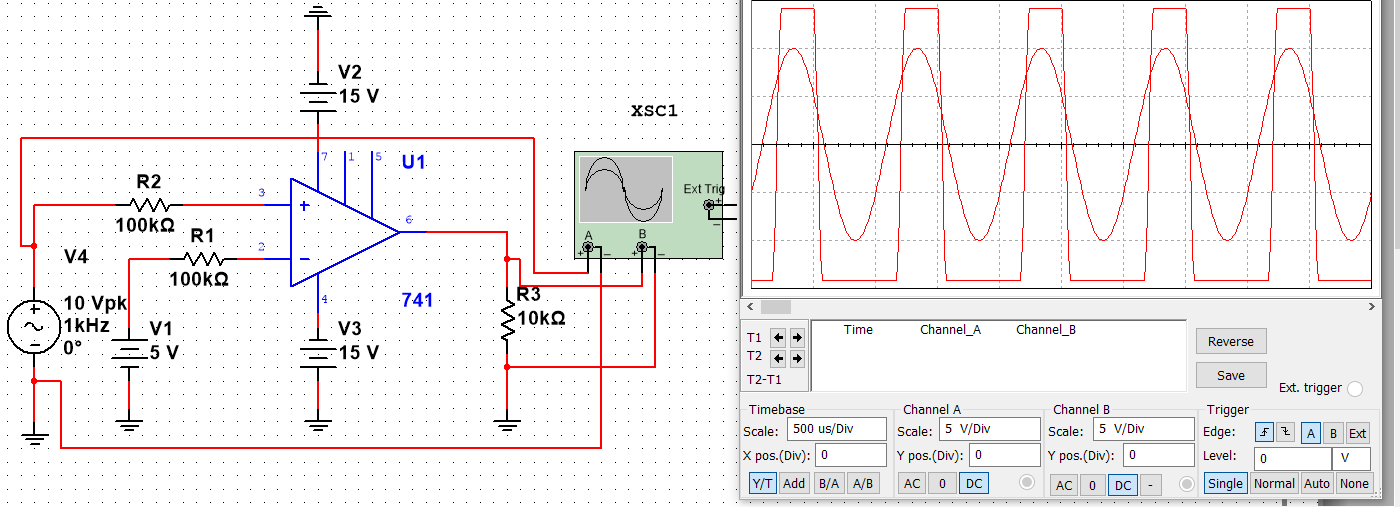 V2
15 V
XSC1
7
1
5
U1
Ext Trig
+
−
R2
3
100kΩ
+
R1
6
A
B
2
−
+
−
+
−
V4
100kΩ
4
741
R3
10 Vpk
+
1kHz
−
0°
V1
5 V
V3
15 V
10kΩ
< >
Time Channel_A Channel_B
T1
T2
T2-T1
Reverse
Save
Ext. trigger
Timebase
Scale: 500 us/Div
X pos.(Div): 0
Y/T Add B/A A/B
Channel A
Scale: 5 V/Div
Y pos.(Div): 0
AC 0 DC
Channel B
Scale: 5 V/Div
Y pos.(Div): 0
AC 0 DC -
Trigger
Edge: A B Ext
Level: 0 V
Single Normal Auto None